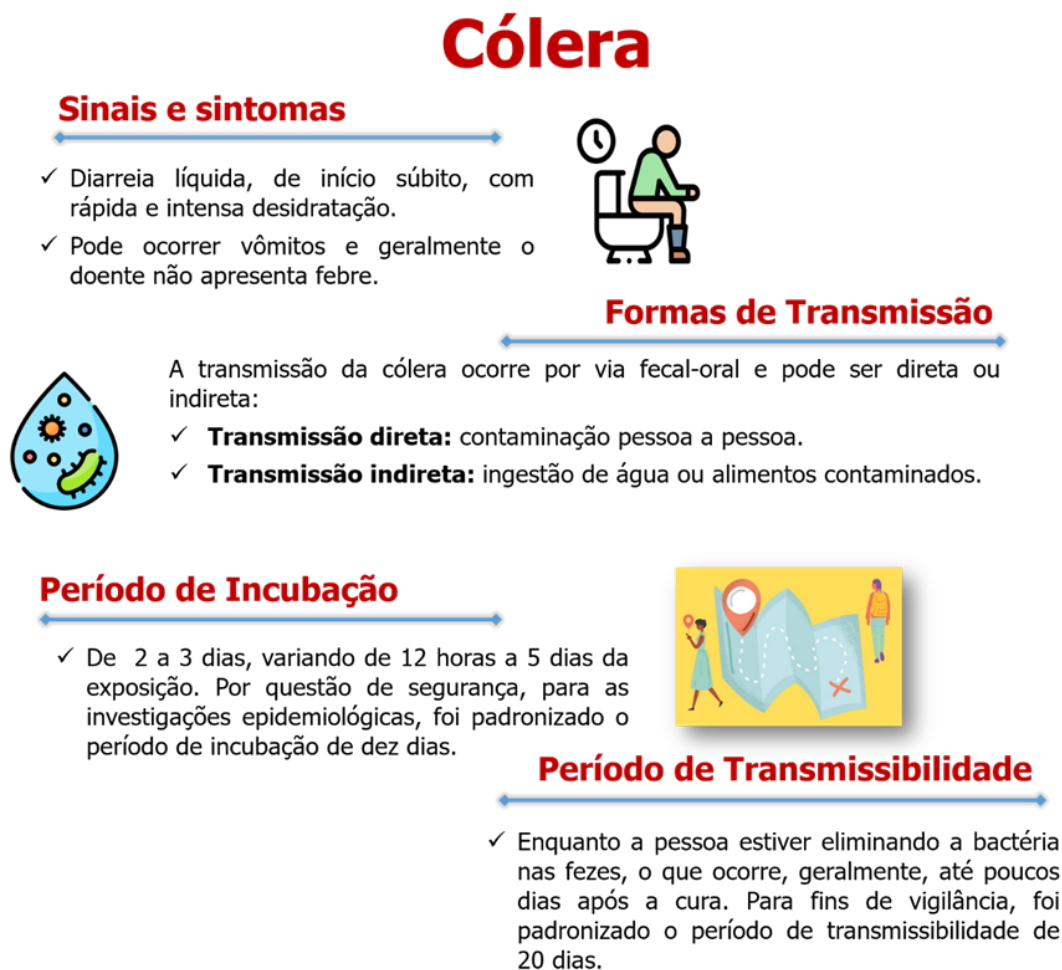 Cólera
Sinais e sintomas
✓ Diarreia líquida, de início súbito, com
rápida e intensa desidratação.
✓ Pode ocorrer vômitos e geralmente o
doente não apresenta febre.
Formas de Transmissão
A transmissão da cólera ocorre por via fecal-oral e pode ser direta ou
indireta:
✓ Transmissão direta: contaminação pessoa a pessoa.
✓ Transmissão indireta: ingestão de água ou alimentos contaminados.
Período de Incubação
✓ De 2 a 3 dias, variando de 12 horas a 5 dias da
exposição. Por questão de segurança, para as
investigações epidemiológicas, foi padronizado o
período de incubação de dez dias.
Período de Transmissibilidade
✓ Enquanto a pessoa estiver eliminando a bactéria
nas fezes, o que ocorre, geralmente, até poucos
dias após a cura. Para fins de vigilância, foi
padronizado o período de transmissibilidade de
20 dias.